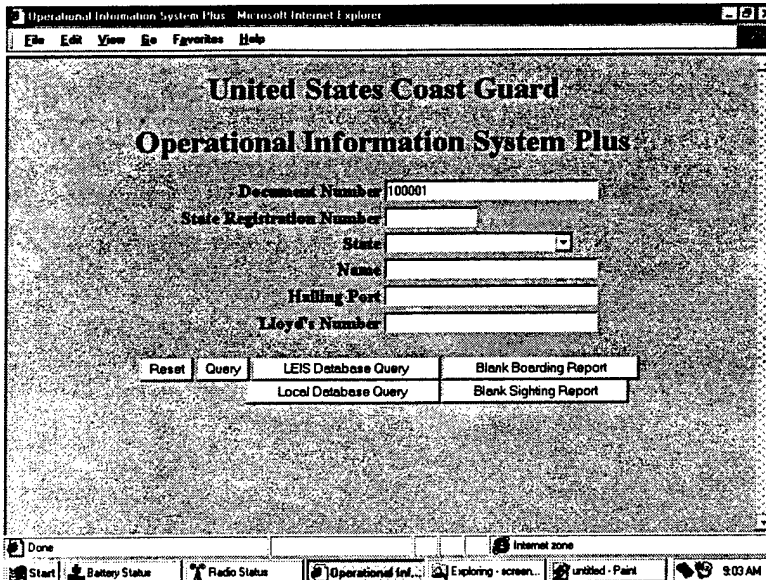 Operational Information System Plus - Microsoft Internet Explorer
File Edit View Go Favorites Help
United States Coast Guard
Operational Information System Plus
Document Number 100001
State Registration Number
State
Name
Hailing Port
Lloyd's Number
Reset Query LEIS Database Query Blank Boarding Report
Local Database Query Blank Sighting Report
Done Internet zone
Start Battery Status Radio Status Operational Inf... Exploring - screen... untitled - Paint 9:03 AM